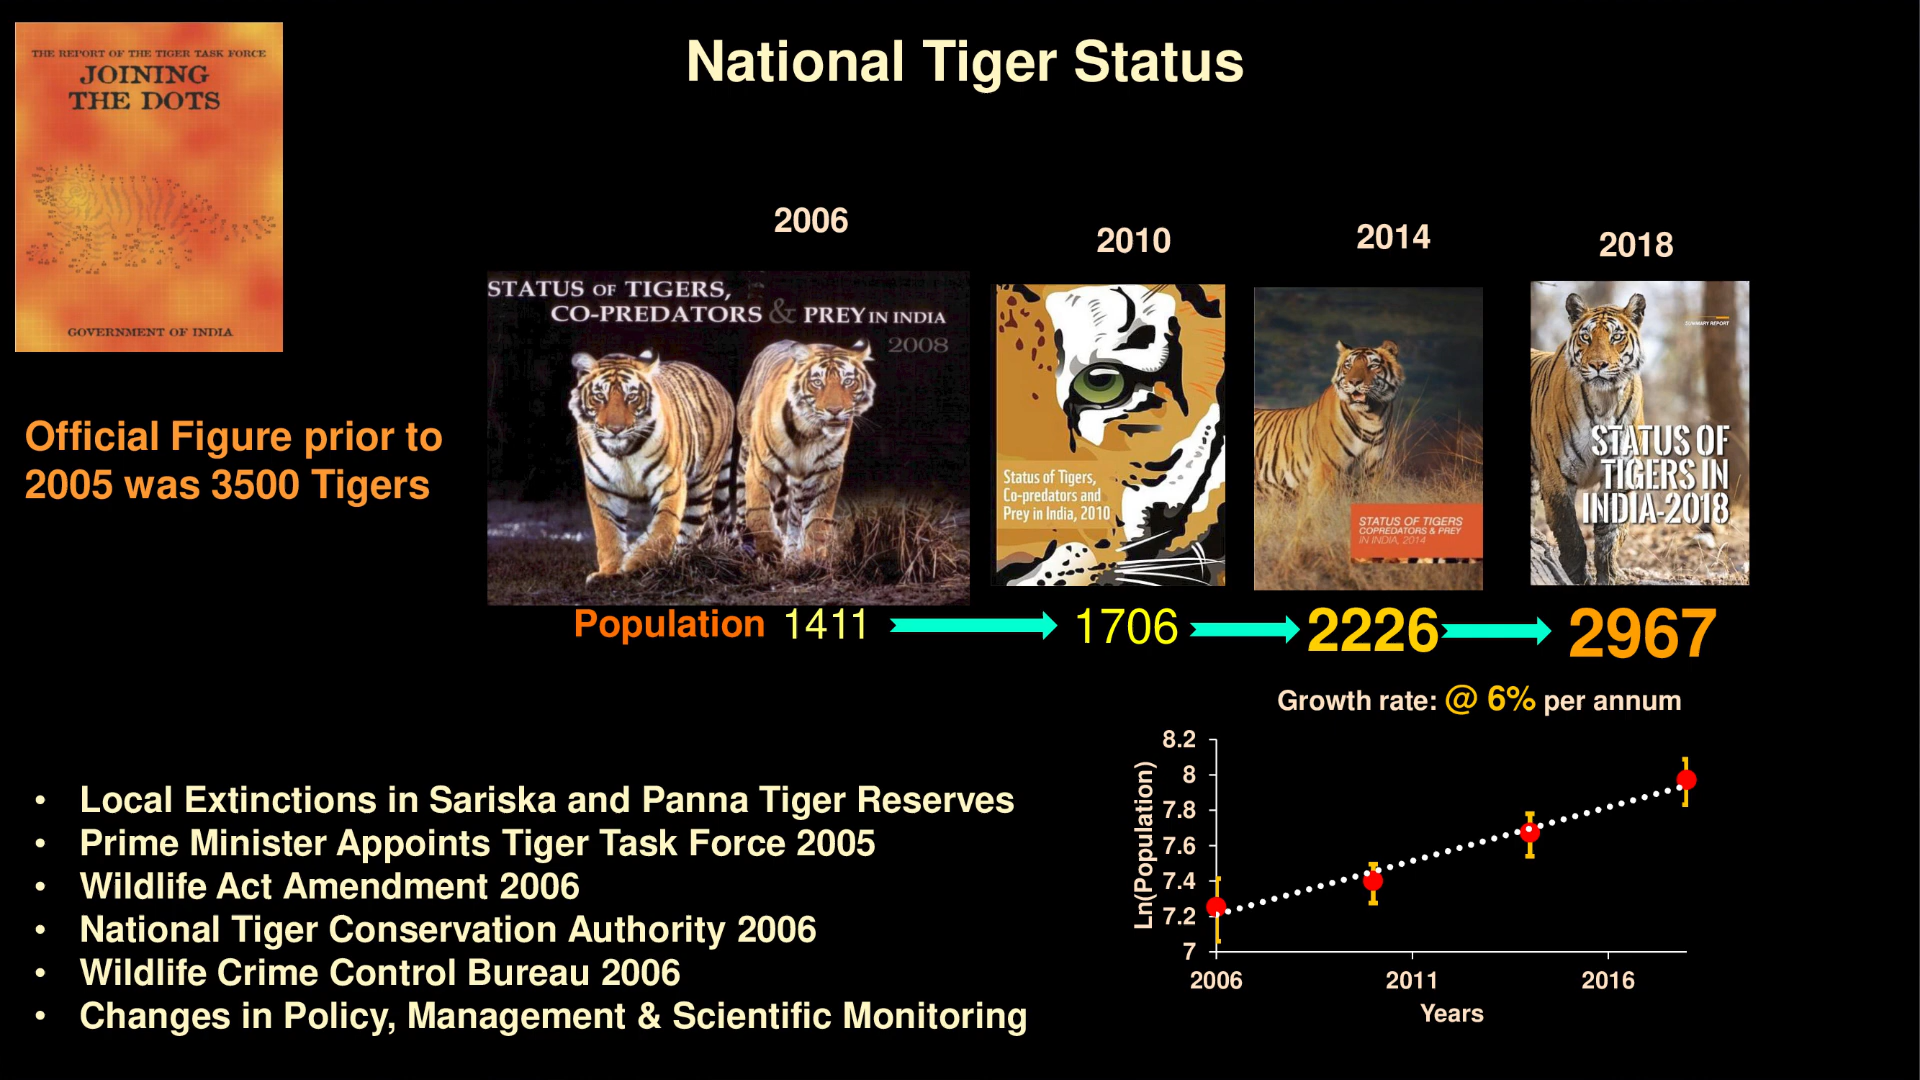 National Tiger Status
THE REPORT OF THE TIGER TASK FORCE
JOINING
THE DOTS
GOVERNMENT OF INDIA
Official Figure prior to
2005 was 3500 Tigers
2006
2010
2014
2018
STATUS OF TIGERS,
CO-PREDATORS & PREY IN INDIA
2008
Status of Tigers,
Co-predators and
Prey in India, 2010
STATUS OF TIGERS
COPREDATORS & PREY
IN INDIA, 2014
SUMMARY REPORT
STATUS OF
TIGERS IN
INDIA-2018
Population 1411 1706 2226 2967
Growth rate: @ 6% per annum
• Local Extinctions in Sariska and Panna Tiger Reserves
• Prime Minister Appoints Tiger Task Force 2005
• Wildlife Act Amendment 2006
• National Tiger Conservation Authority 2006
• Wildlife Crime Control Bureau 2006
• Changes in Policy, Management & Scientific Monitoring
Ln(Population)
8.2
8
7.8
7.6
7.4
7.2
7
2006 2011 2016
Years